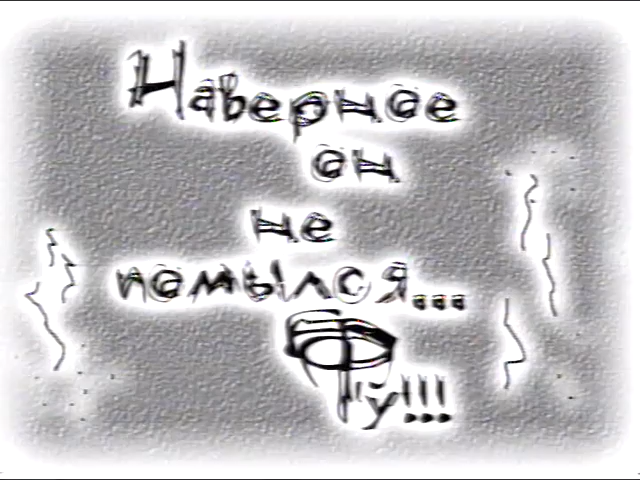 Наверное
он
не
помылся...
Фу!!!